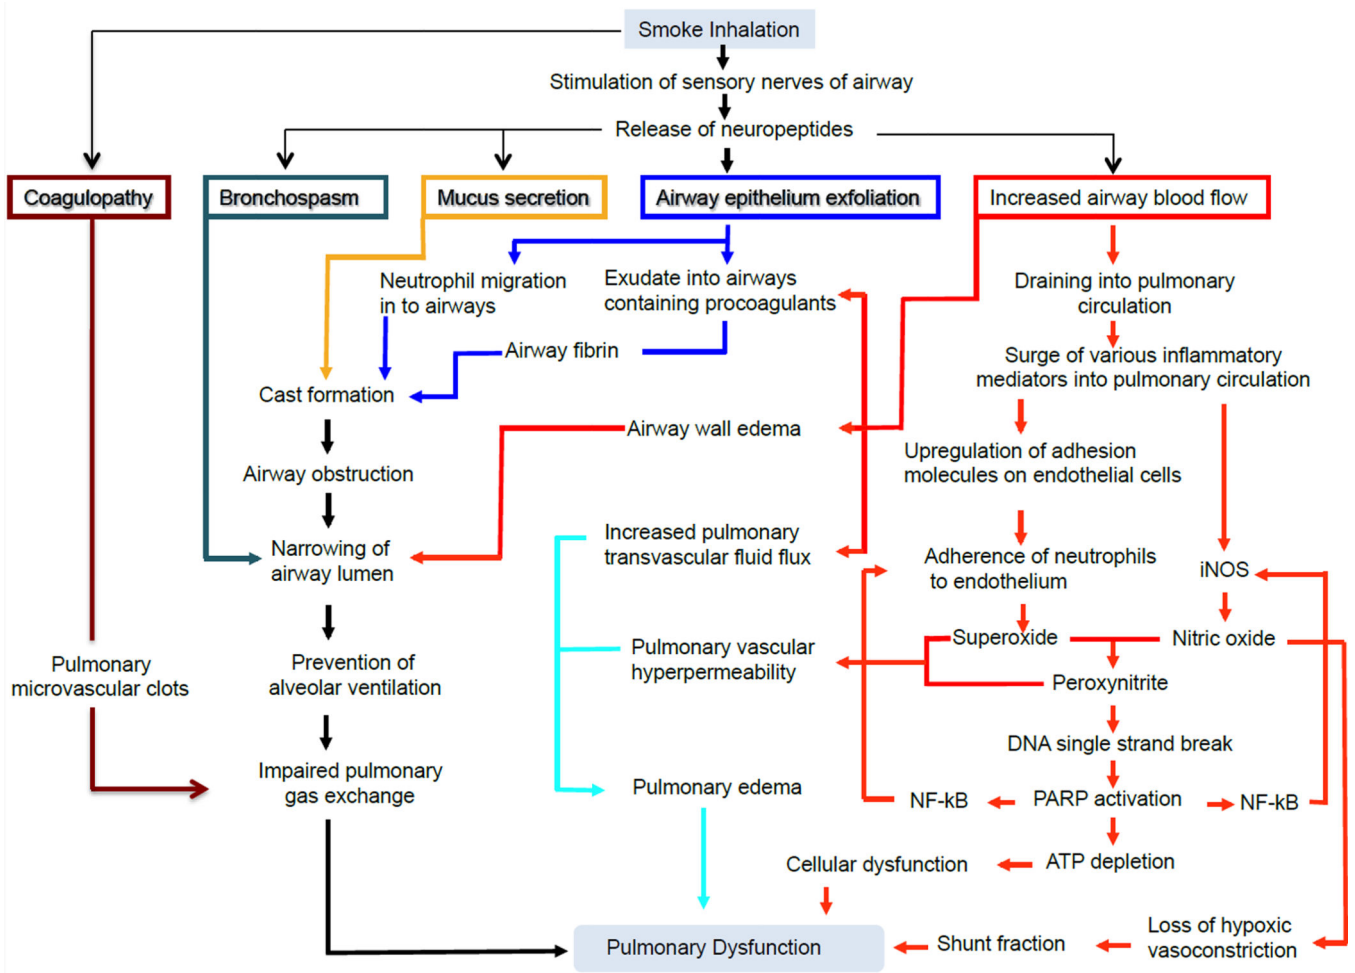 Smoke Inhalation
Stimulation of sensory nerves of airway
Release of neuropeptides
Coagulopathy
Bronchospasm
Mucus secretion
Airway epithelium exfoliation
Increased airway blood flow
Neutrophil migration
in to airways
Exudate into airways
containing procoagulants
Draining into pulmonary
circulation
Airway fibrin
Surge of various inflammatory
mediators into pulmonary circulation
Cast formation
Airway wall edema
Upregulation of adhesion
molecules on endothelial cells
Airway obstruction
Increased pulmonary
transvascular fluid flux
Narrowing of
airway lumen
Adherence of neutrophils
to endothelium
iNOS
Superoxide
Nitric oxide
Pulmonary
microvascular clots
Prevention of
alveolar ventilation
Pulmonary vascular
hyperpermeability
Peroxynitrite
DNA single strand break
Impaired pulmonary
gas exchange
Pulmonary edema
NF-kB
PARP activation
NF-kB
Cellular dysfunction
ATP depletion
Pulmonary Dysfunction
Shunt fraction
Loss of hypoxic
vasoconstriction